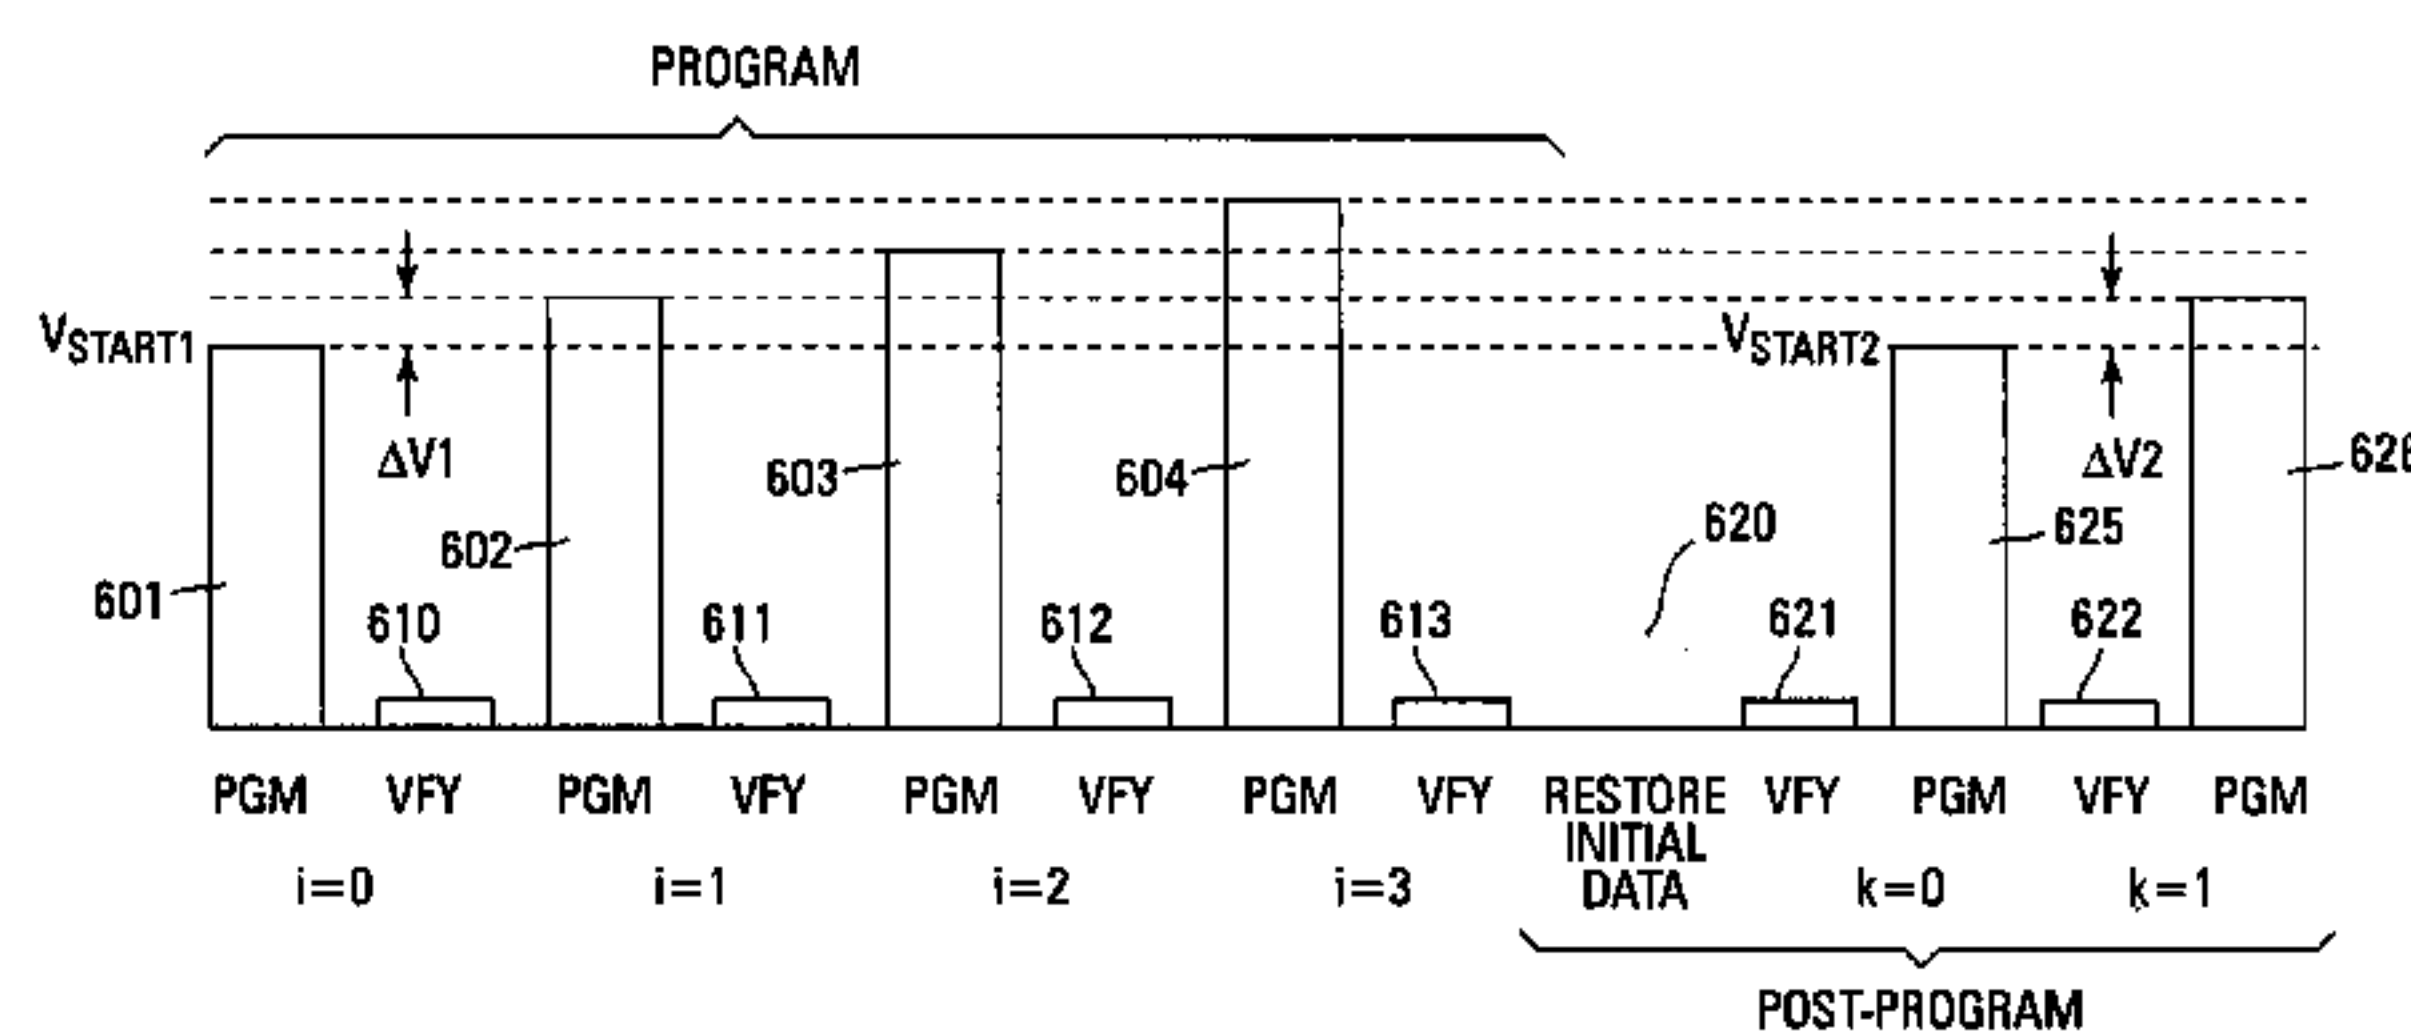 PROGRAM
VSTART1
VSTART2
ΔV1
ΔV2
601
602
603
604
610
611
612
613
620
621
622
625
626
PGM VFY PGM VFY PGM VFY PGM VFY RESTORE INITIAL DATA VFY PGM VFY PGM
i=0 i=1 i=2 i=3 k=0 k=1
POST-PROGRAM